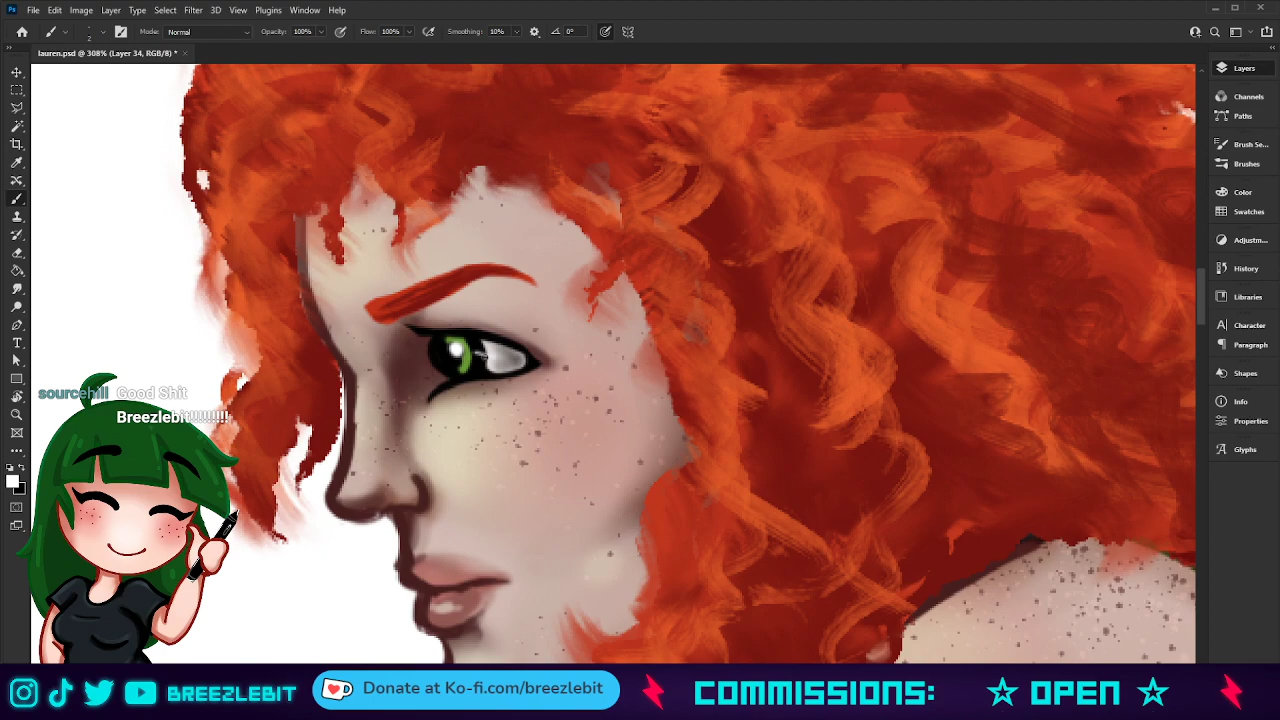 Ps File Edit Image Layer Type Select Filter 3D View Plugins Window Help
2 Mode: Normal Opacity: 100% Flow: 100% Smoothing: 10% 0°
lauren.psd @ 308% (Layer 34, RGB/8) *
Layers
Channels
Paths
Brush Se...
Brushes
Color
Swatches
Adjustm...
History
Libraries
Character
Paragraph
Shapes
Info
Properties
Glyphs
sourcehill Good Shit
Breezlebit!!!!!!!!!
BREEZLEBIT
Donate at Ko-fi.com/breezlebit
COMMISSIONS: OPEN